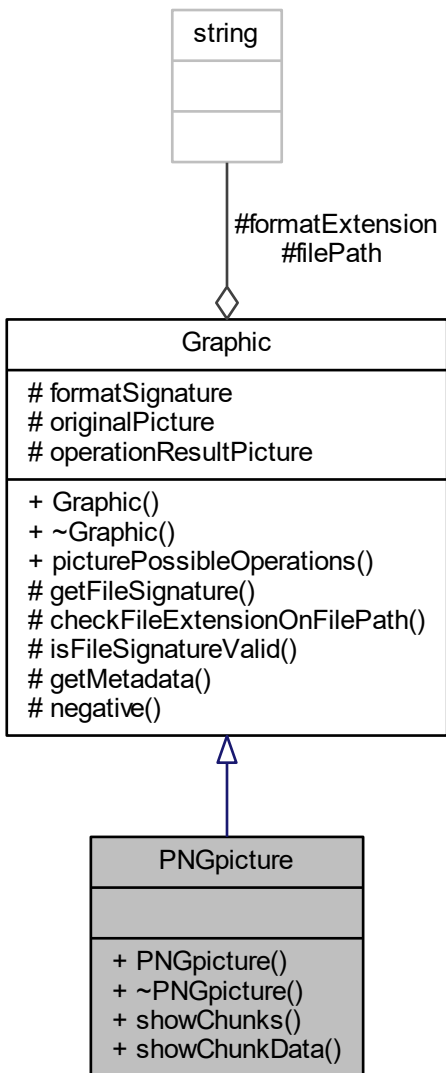 string
#formatExtension
#filePath
Graphic
# formatSignature
# originalPicture
# operationResultPicture
+ Graphic()
+ ~Graphic()
+ picturePossibleOperations()
# getFileSignature()
# checkFileExtensionOnFilePath()
# isFileSignatureValid()
# getMetadata()
# negative()
PNGpicture
+ PNGpicture()
+ ~PNGpicture()
+ showChunks()
+ showChunkData()